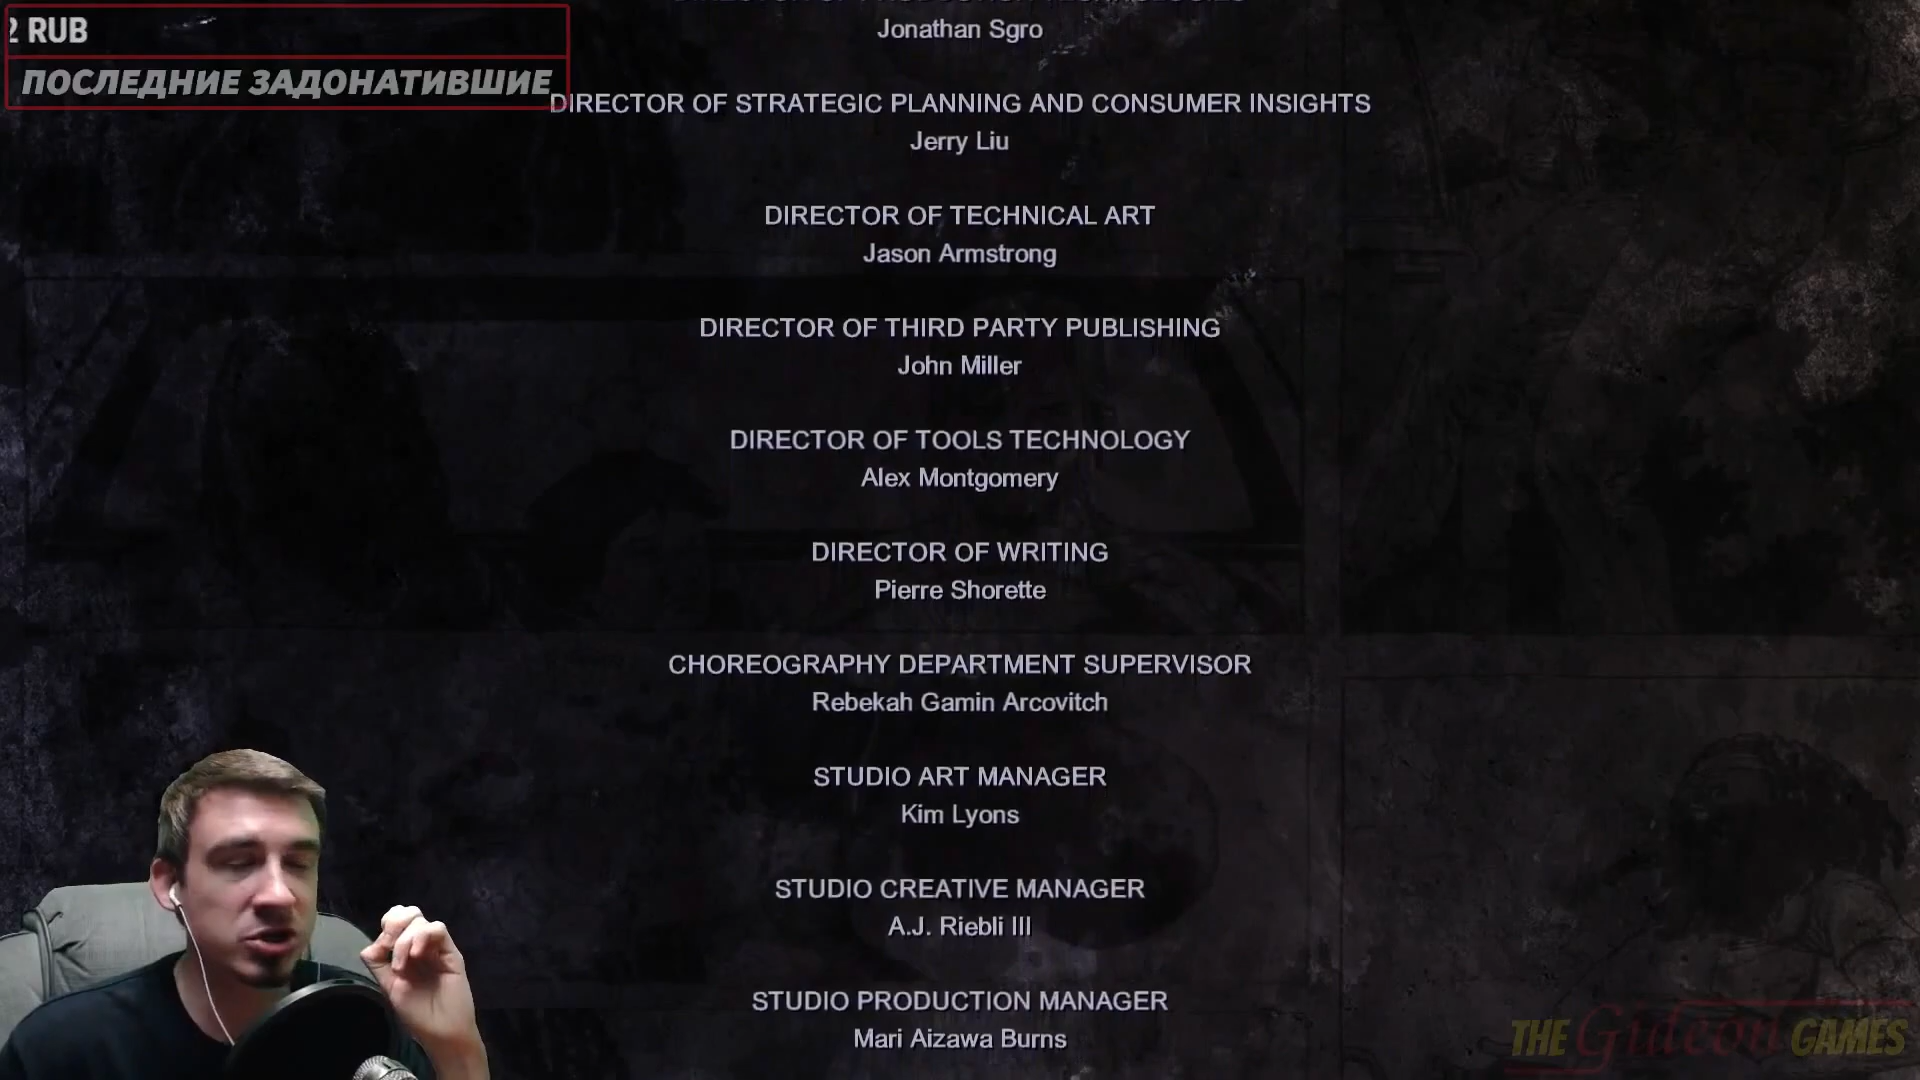 2 RUB
ПОСЛЕДНИЕ ЗАДОНАТИВШИЕ
Jonathan Sgro
DIRECTOR OF STRATEGIC PLANNING AND CONSUMER INSIGHTS
Jerry Liu
DIRECTOR OF TECHNICAL ART
Jason Armstrong
DIRECTOR OF THIRD PARTY PUBLISHING
John Miller
DIRECTOR OF TOOLS TECHNOLOGY
Alex Montgomery
DIRECTOR OF WRITING
Pierre Shorette
CHOREOGRAPHY DEPARTMENT SUPERVISOR
Rebekah Gamin Arcovitch
STUDIO ART MANAGER
Kim Lyons
STUDIO CREATIVE MANAGER
A.J. Riebli III
STUDIO PRODUCTION MANAGER
Mari Aizawa Burns
THE Gideon GAMES